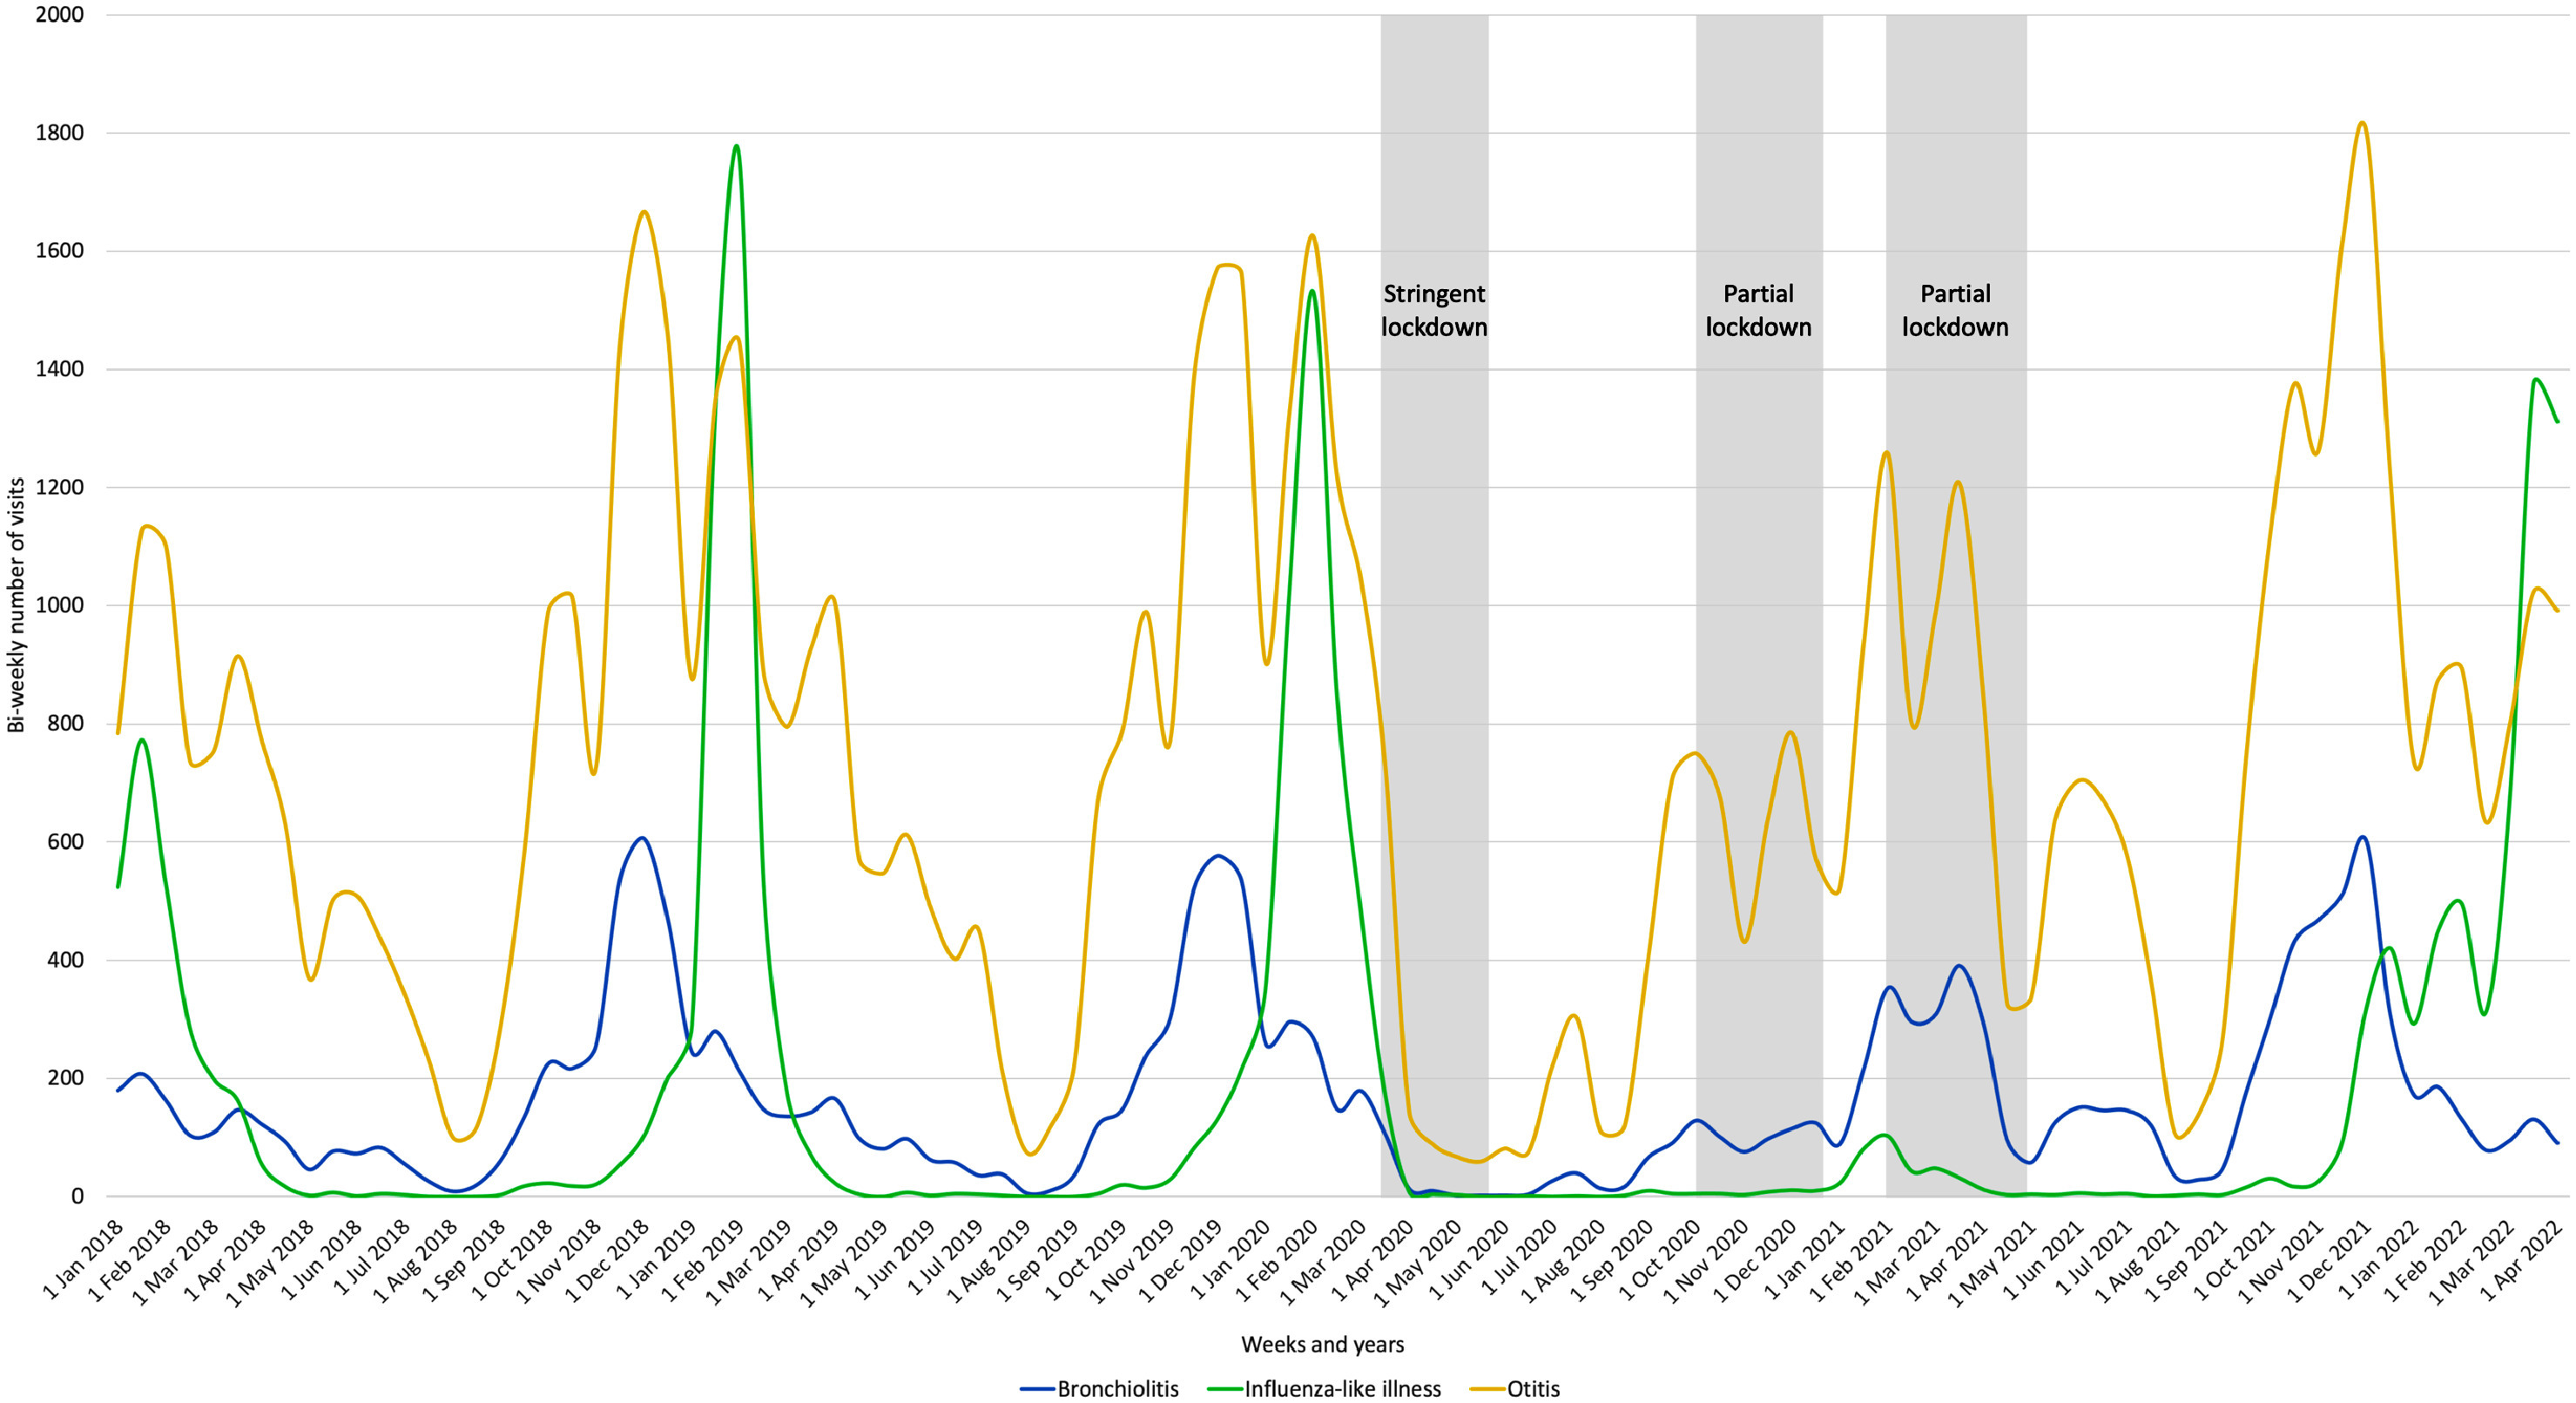 2000
1800
1600
1400
1200
1000
800
600
400
200
0
Bi-weekly number of visits
Stringent
lockdown
Partial
lockdown
Partial
lockdown
1 Jan 2018
1 Feb 2018
1 Mar 2018
1 Apr 2018
1 May 2018
1 Jun 2018
1 Jul 2018
1 Aug 2018
1 Sep 2018
1 Oct 2018
1 Nov 2018
1 Dec 2018
1 Jan 2019
1 Feb 2019
1 Mar 2019
1 Apr 2019
1 May 2019
1 Jun 2019
1 Jul 2019
1 Aug 2019
1 Sep 2019
1 Oct 2019
1 Nov 2019
1 Dec 2019
1 Jan 2020
1 Feb 2020
1 Mar 2020
1 Apr 2020
1 May 2020
1 Jun 2020
1 Jul 2020
1 Aug 2020
1 Sep 2020
1 Oct 2020
1 Nov 2020
1 Dec 2020
1 Jan 2021
1 Feb 2021
1 Mar 2021
1 Apr 2021
1 May 2021
1 Jun 2021
1 Jul 2021
1 Aug 2021
1 Sep 2021
1 Oct 2021
1 Nov 2021
1 Dec 2021
1 Jan 2022
1 Feb 2022
1 Mar 2022
1 Apr 2022
Weeks and years
Bronchiolitis
Influenza-like illness
Otitis